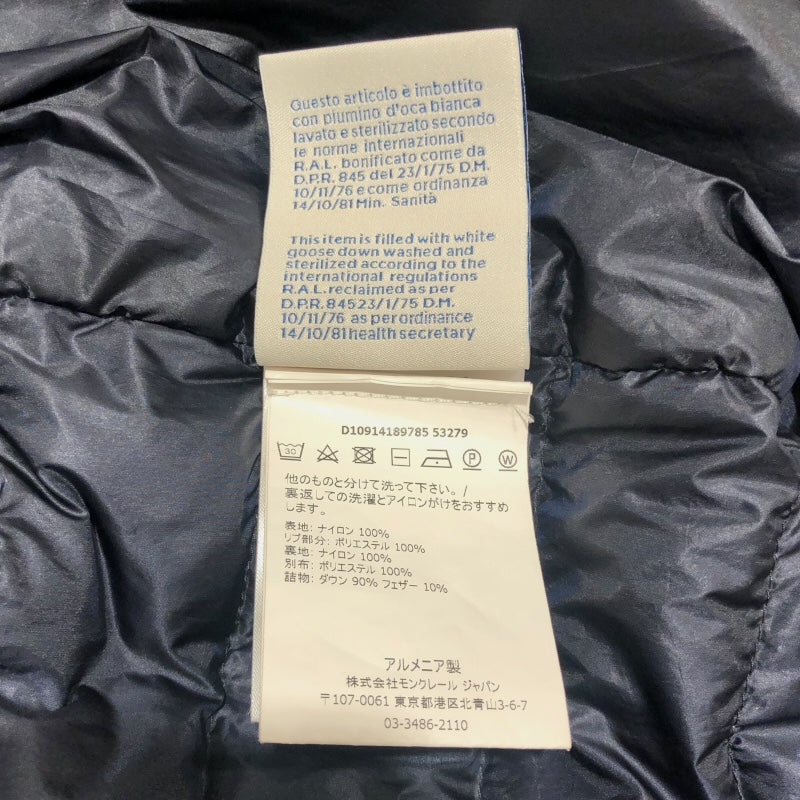 Questo articolo è imbottito
con piumino d'oca bianca
lavato e sterilizzato secondo
le norme internazionali
R.A.L. bonificato come da
D.P.R. 845 del 23/1/75 D.M.
10/11/76 e come ordinanza
14/10/81 Min. Sanità
This item is filled with white
goose down washed and
sterilized according to the
international regulations
R.A.L. reclaimed as per
D.P.R. 845 23/1/75 D.M.
10/11/76 as per ordinance
14/10/81 health secretary
D10914189785 53279
30 P W
他のものと分けて洗って下さい。/
裏返しての洗濯とアイロンがけをおすすめ
します。
表地: ナイロン 100%
リブ部分: ポリエステル 100%
裏地: ナイロン 100%
別布: ポリエステル 100%
詰物: ダウン 90% フェザー 10%
アルメニア製
株式会社モンクレール ジャパン
〒107-0061 東京都港区北青山3-6-7
03-3486-2110